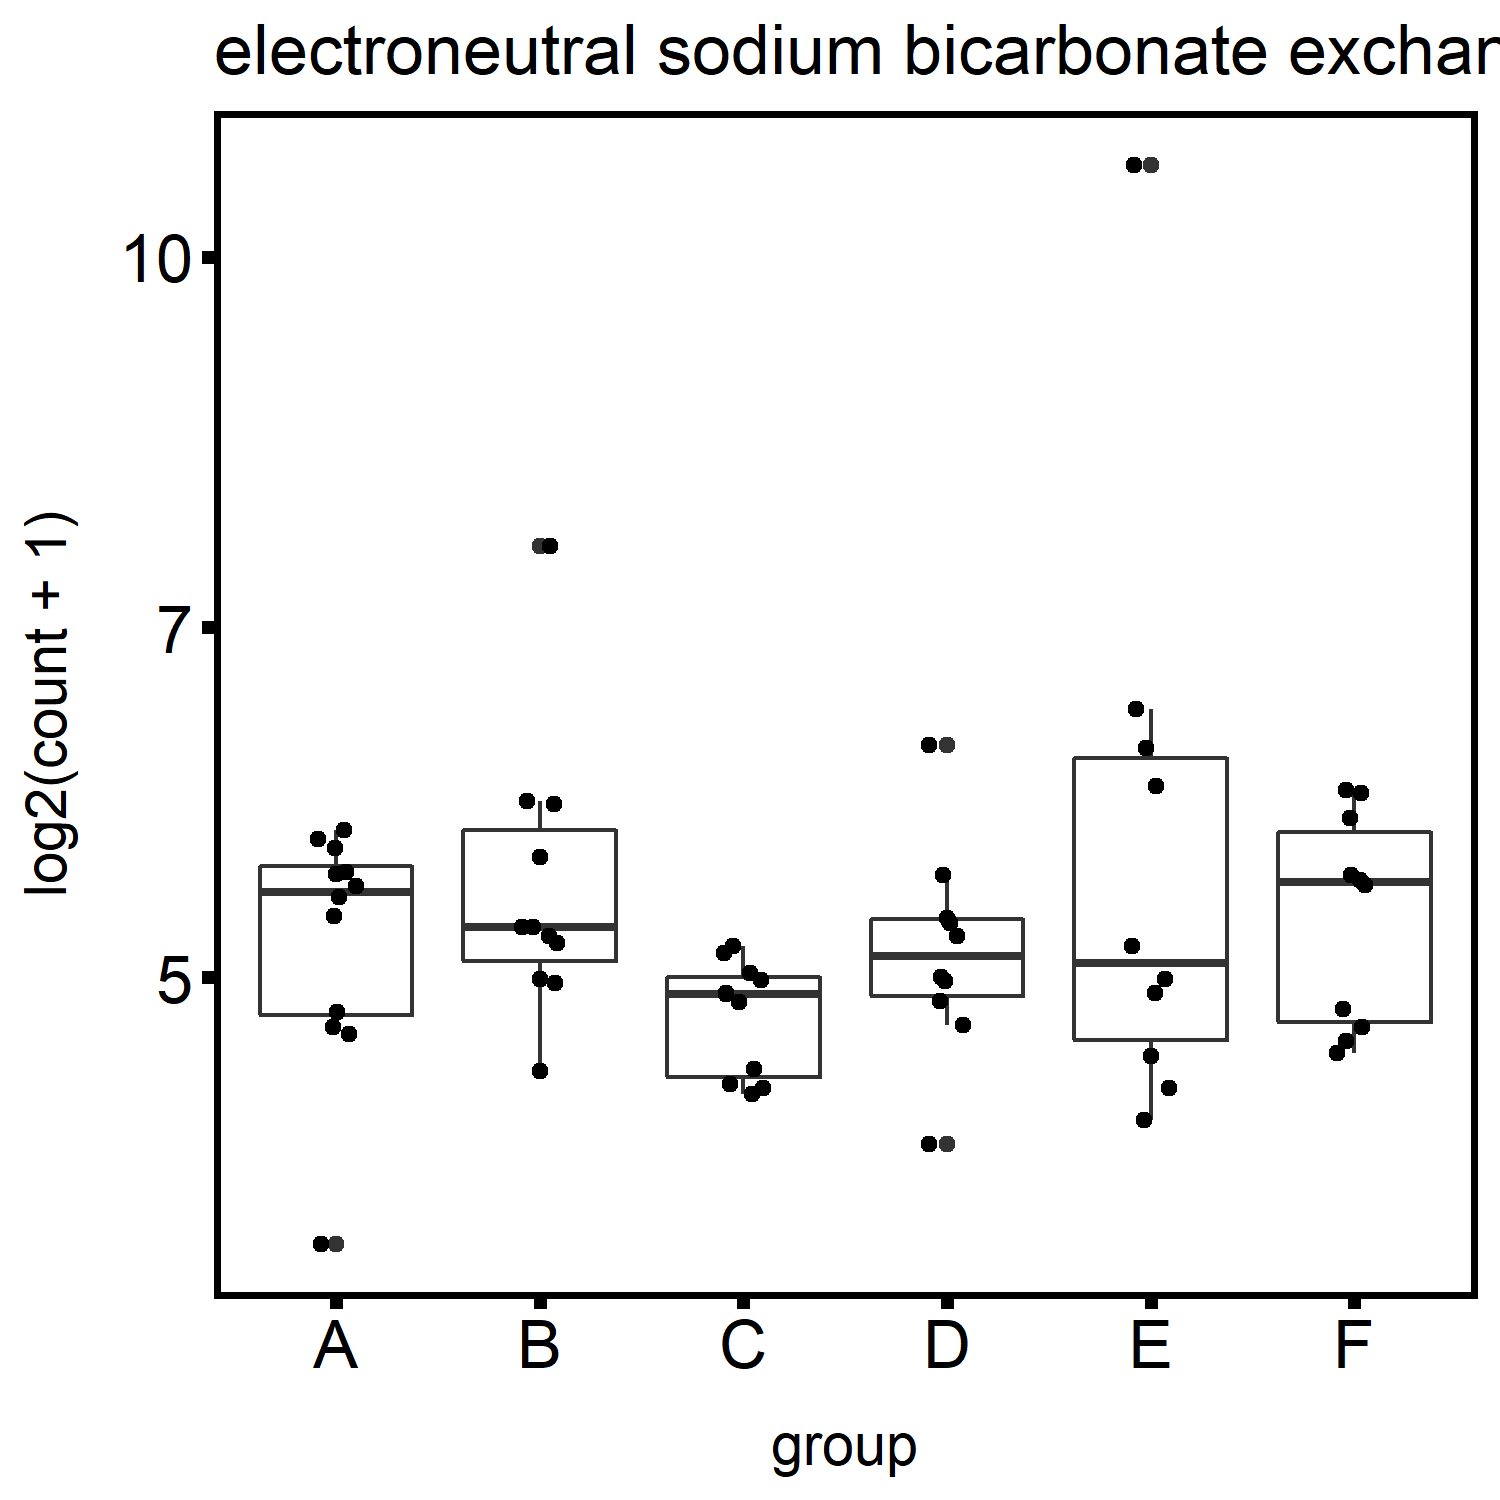 electroneutral sodium bicarbonate exchan
log2(count + 1)
10
7
5
A B C D E F
group